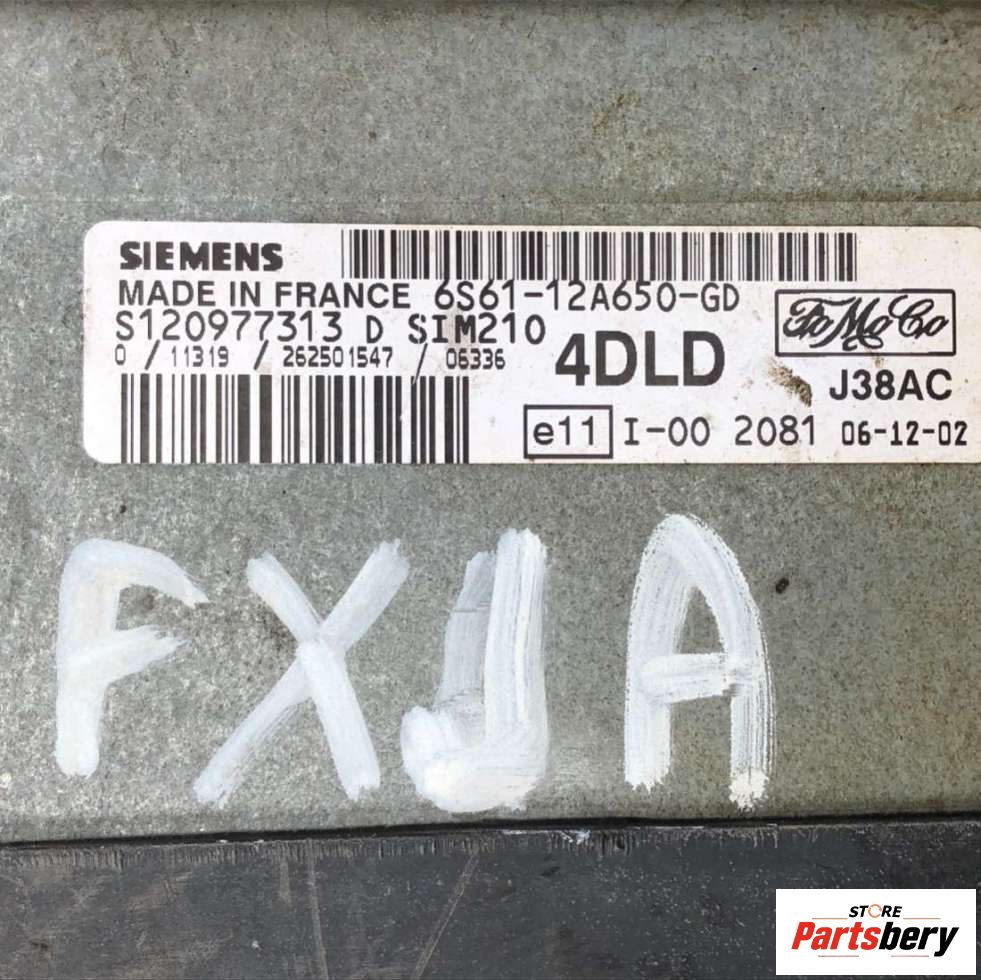 SIEMENS
MADE IN FRANCE 6S61-12A650-GD
S120977313 D SIM210
0 / 11319 / 262501547 / 06336
4DLD
FoMoCo
J38AC
e11 I-00 2081 06-12-02
FXJA
STORE
Partsbery